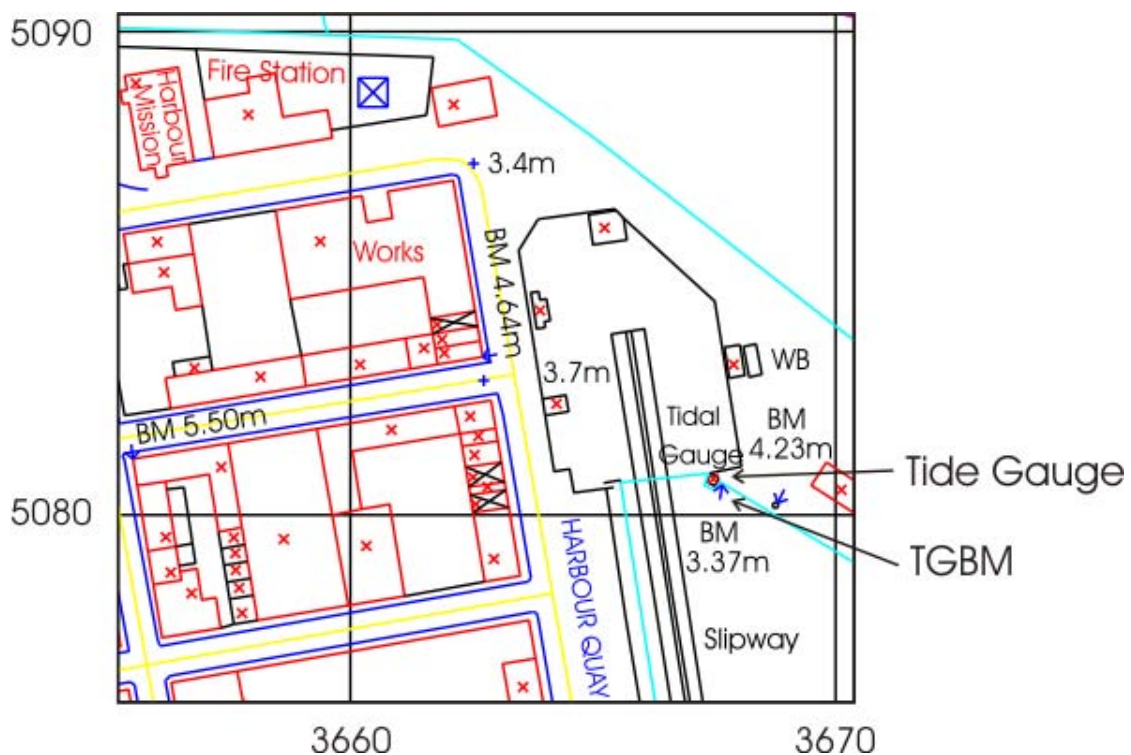 5090
Fire Station
Harbour
Mission
3.4m
Works
BM 4.64m
3.7m
WB
BM 5.50m
Tidal
Gauge
BM
4.23m
Tide Gauge
5080
BM
3.37m
TGBM
HARBOUR QUAY
Slipway
3660
3670